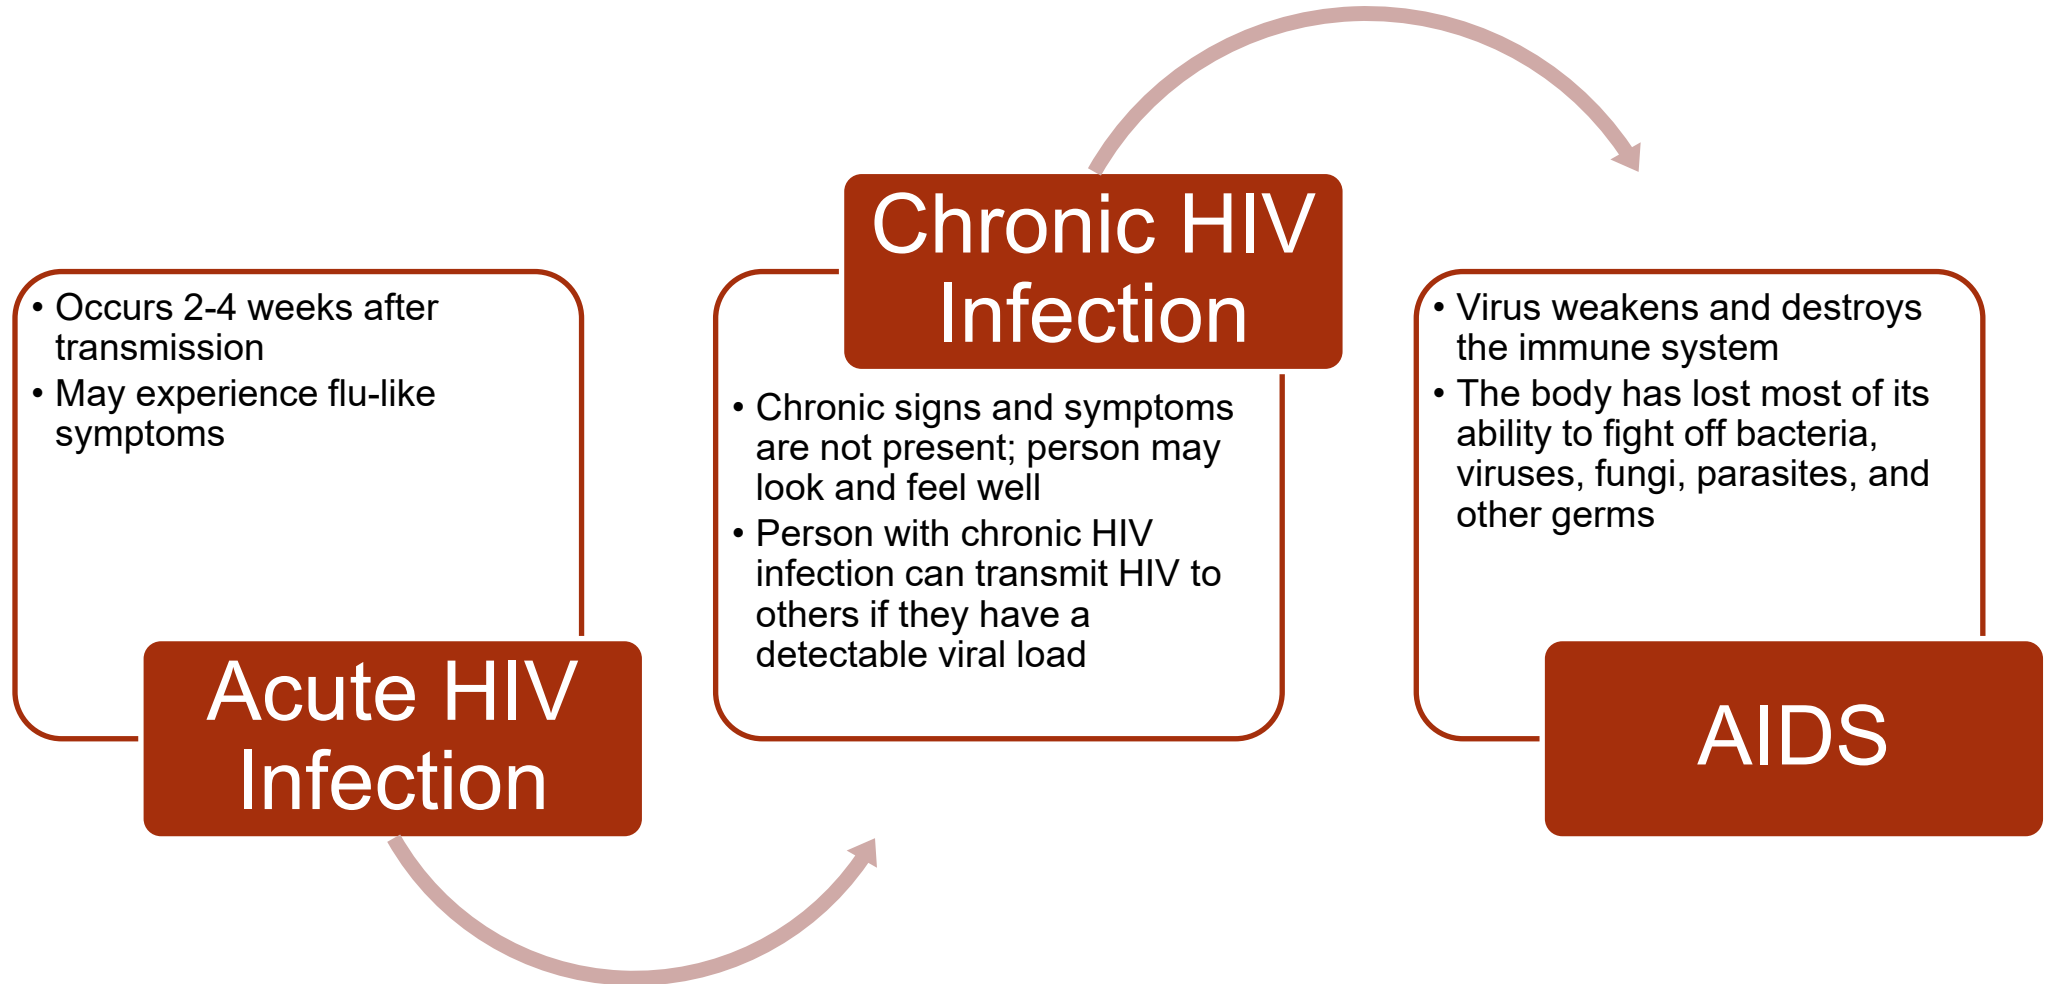 • Occurs 2-4 weeks after
transmission
• May experience flu-like
symptoms
Acute HIV
Infection
Chronic HIV
Infection
• Chronic signs and symptoms
are not present; person may
look and feel well
• Person with chronic HIV
infection can transmit HIV to
others if they have a
detectable viral load
• Virus weakens and destroys
the immune system
• The body has lost most of its
ability to fight off bacteria,
viruses, fungi, parasites, and
other germs
AIDS